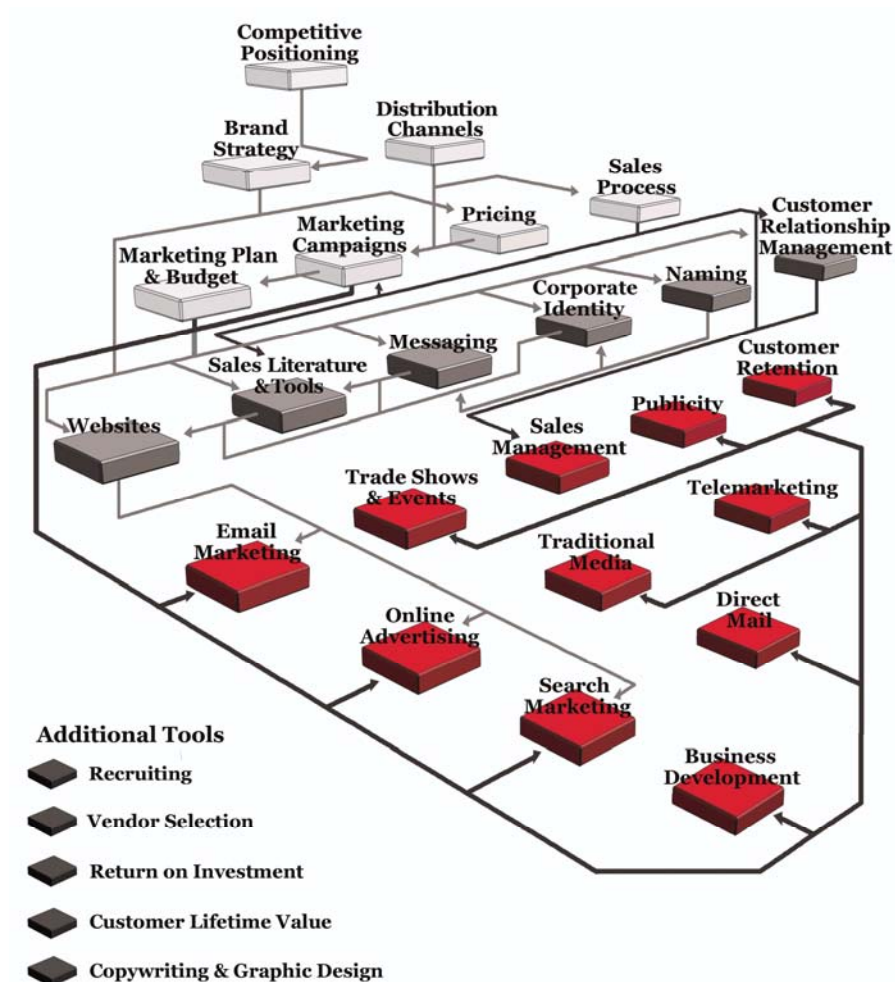 Competitive
Positioning
Distribution
Channels
Brand
Strategy
Sales
Process
Customer
Relationship
Management
Pricing
Marketing
Campaigns
Marketing Plan
& Budget
Naming
Corporate
Identity
Messaging
Sales Literature
& Tools
Websites
Customer
Retention
Publicity
Sales
Management
Trade Shows
& Events
Telemarketing
Email
Marketing
Traditional
Media
Direct
Mail
Online
Advertising
Search
Marketing
Business
Development
Additional Tools
Recruiting
Vendor Selection
Return on Investment
Customer Lifetime Value
Copywriting & Graphic Design